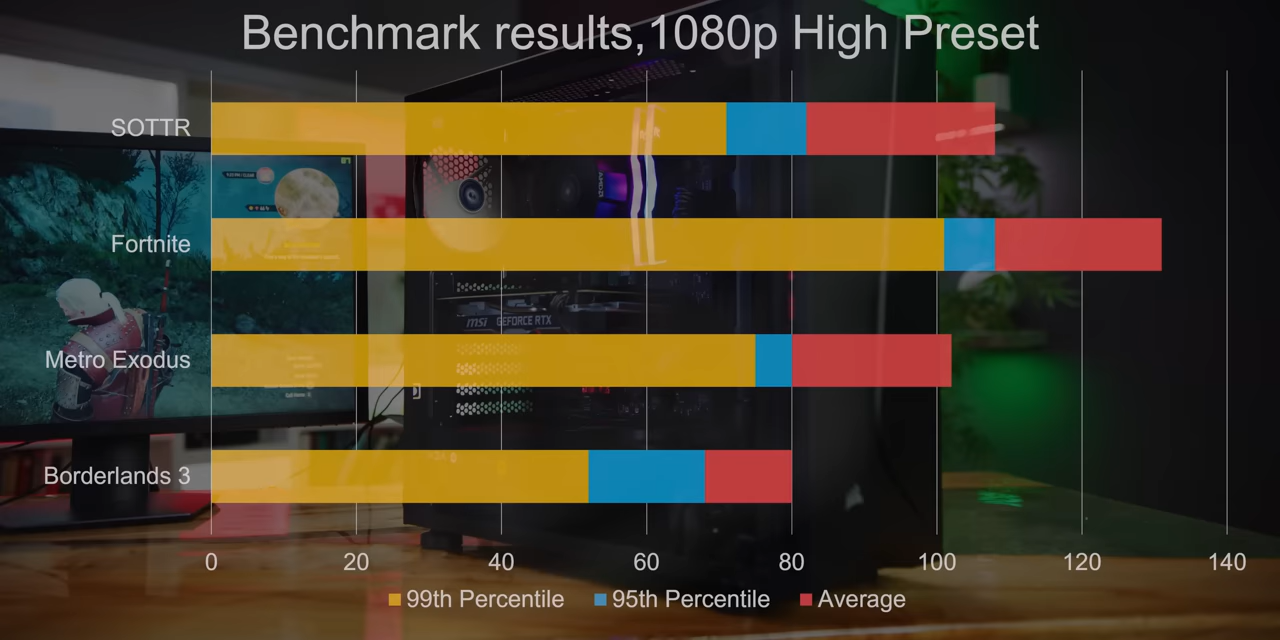 Benchmark results,1080p High Preset
SOTTR
Fortnite
Metro Exodus
Borderlands 3
0 20 40 60 80 100 120 140
99th Percentile 95th Percentile Average
AMD
msi GEFORCE RTX